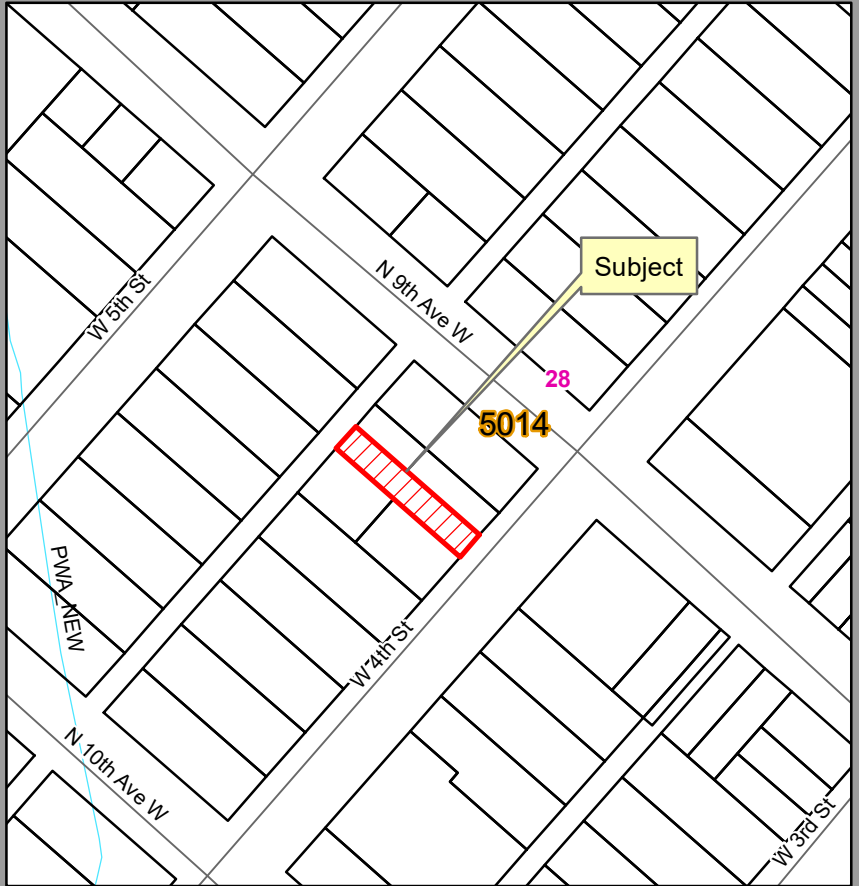 Subject
N 9th Ave W
W 5th St
28
5014
PWA_NEW
W 4th St
N 10th Ave W
W 3rd St